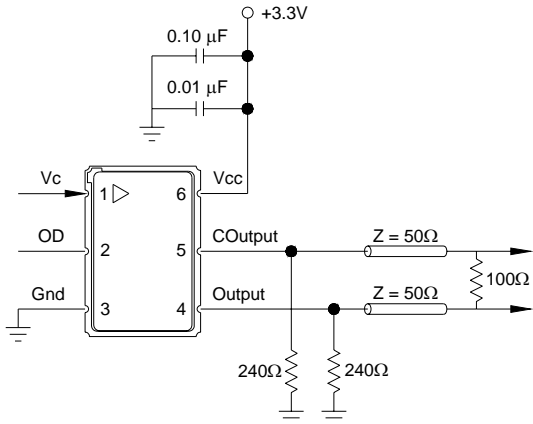 +3.3V
0.10 μF
0.01 μF
Vc
Vcc
1
6
OD
COutput
Z = 50Ω
2
5
100Ω
Gnd
Output
Z = 50Ω
3
4
240Ω
240Ω